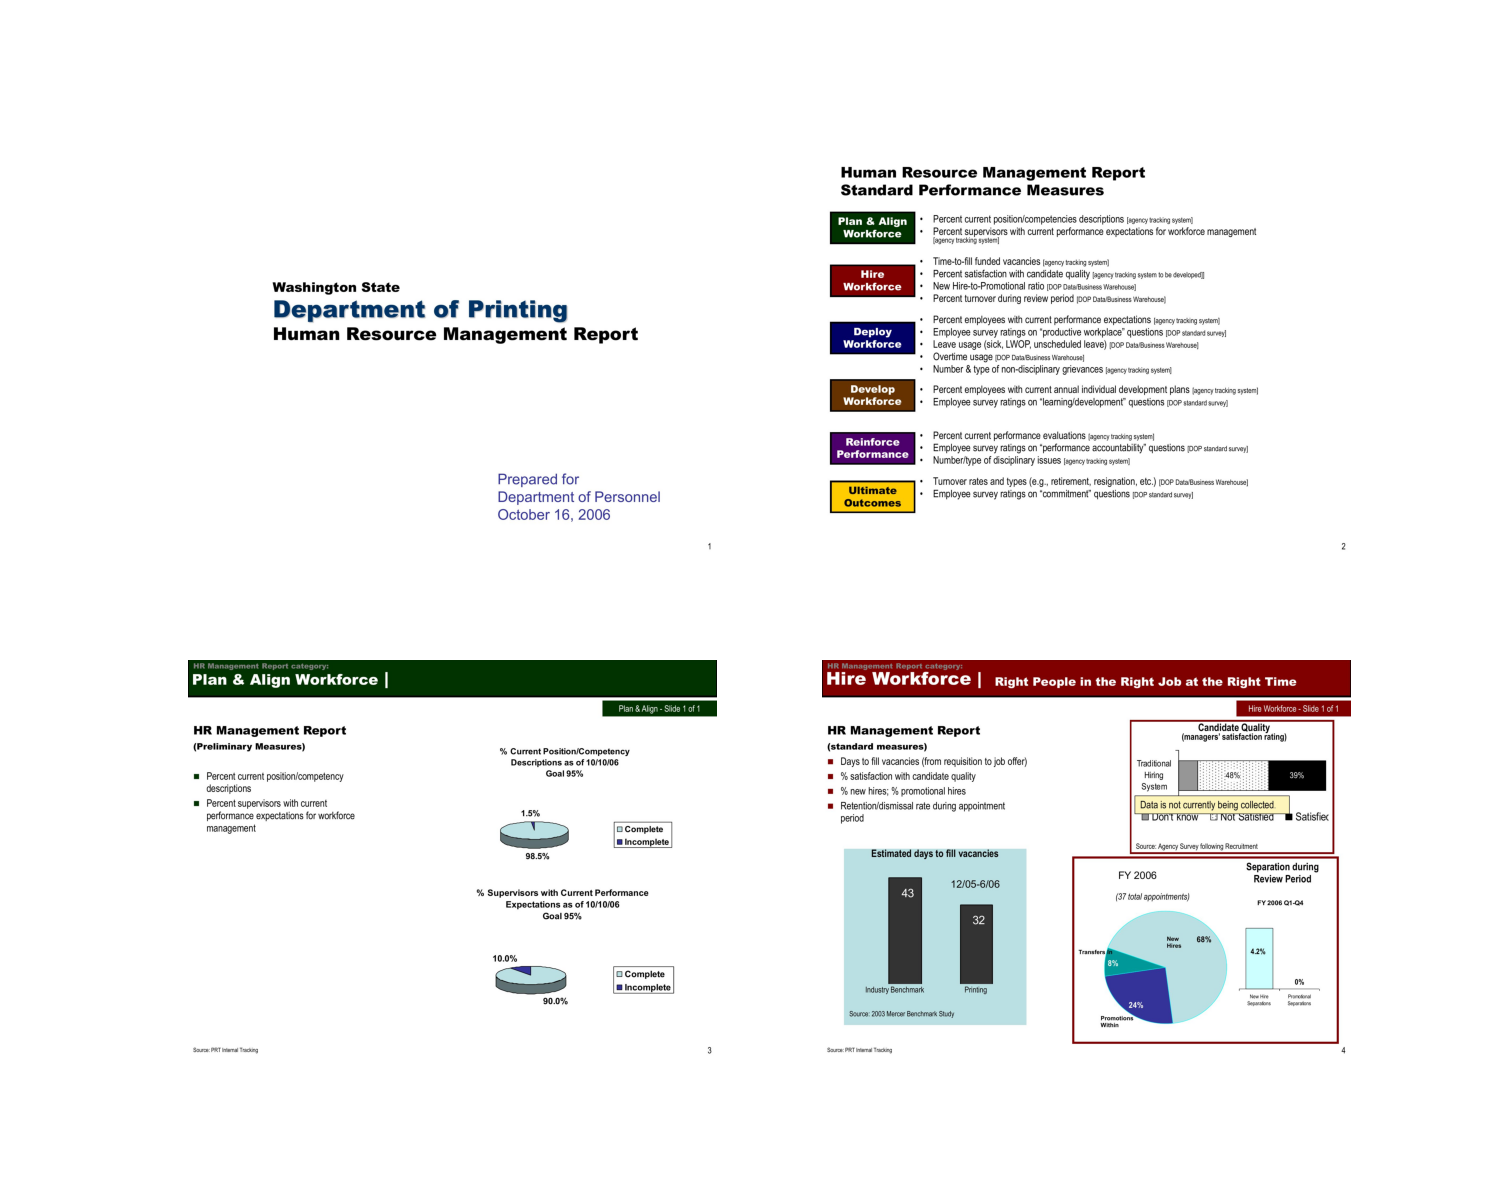 Washington State
Department of Printing
Human Resource Management Report
Prepared for
Department of Personnel
October 16, 2006
1
Human Resource Management Report
Standard Performance Measures
Plan & Align
Workforce
• Percent current position/competencies descriptions [agency tracking system]
• Percent supervisors with current performance expectations for workforce management
[agency tracking system]
Hire
Workforce
• Time-to-fill funded vacancies [agency tracking system]
• Percent satisfaction with candidate quality [agency tracking system to be developed]]
• New Hire-to-Promotional ratio [DOP Data/Business Warehouse]
• Percent turnover during review period [DOP Data/Business Warehouse]
Deploy
Workforce
• Percent employees with current performance expectations [agency tracking system]
• Employee survey ratings on “productive workplace” questions [DOP standard survey]
• Leave usage (sick, LWOP, unscheduled leave) [DOP Data/Business Warehouse]
• Overtime usage [DOP Data/Business Warehouse]
• Number & type of non-disciplinary grievances [agency tracking system]
Develop
Workforce
• Percent employees with current annual individual development plans [agency tracking system]
• Employee survey ratings on “learning/development” questions [DOP standard survey]
Reinforce
Performance
• Percent current performance evaluations [agency tracking system]
• Employee survey ratings on “performance accountability” questions [DOP standard survey]
• Number/type of disciplinary issues [agency tracking system]
Ultimate
Outcomes
• Turnover rates and types (e.g., retirement, resignation, etc.) [DOP Data/Business Warehouse]
• Employee survey ratings on “commitment” questions [DOP standard survey]
2
HR Management Report category:
Plan & Align Workforce |
Plan & Align - Slide 1 of 1
HR Management Report
(Preliminary Measures)
Percent current position/competency
descriptions
Percent supervisors with current
performance expectations for workforce
management
% Current Position/Competency
Descriptions as of 10/10/06
Goal 95%
1.5%
98.5%
Complete
Incomplete
% Supervisors with Current Performance
Expectations as of 10/10/06
Goal 95%
10.0%
90.0%
Complete
Incomplete
Source: PRT Internal Tracking
3
HR Management Report category:
Hire Workforce | Right People in the Right Job at the Right Time
Hire Workforce - Slide 1 of 1
HR Management Report
(standard measures)
Days to fill vacancies (from requisition to job offer)
% satisfaction with candidate quality
% new hires; % promotional hires
Retention/dismissal rate during appointment
period
Candidate Quality
(managers' satisfaction rating)
Traditional
Hiring
System
48%
39%
Data is not currently being collected.
Don't know Not Satisfied Satisfied
Source: Agency Survey following Recruitment
Estimated days to fill vacancies
43
12/05-6/06
32
Industry Benchmark
Printing
Source: 2003 Mercer Benchmark Study
FY 2006
(37 total appointments)
New
Hires
68%
Transfers In
8%
24%
Promotions
Within
Separation during
Review Period
FY 2006 Q1-Q4
4.2%
0%
New Hire
Separations
Promotional
Separations
Source: PRT Internal Tracking
4